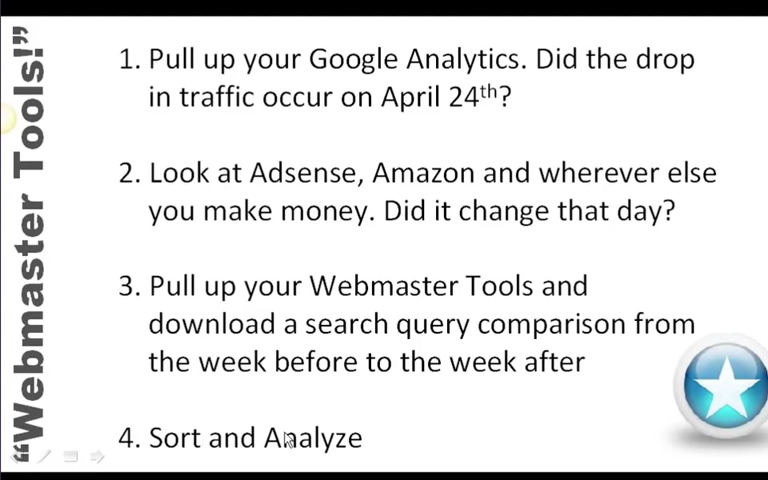 “Webmaster Tools!”
1. Pull up your Google Analytics. Did the drop
in traffic occur on April 24th?
2. Look at Adsense, Amazon and wherever else
you make money. Did it change that day?
3. Pull up your Webmaster Tools and
download a search query comparison from
the week before to the week after
4. Sort and Analyze